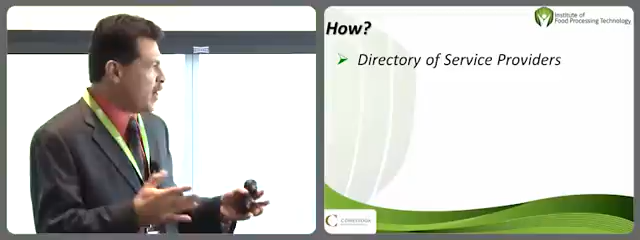 Institute of
Food Processing Technology
How?
Directory of Service Providers